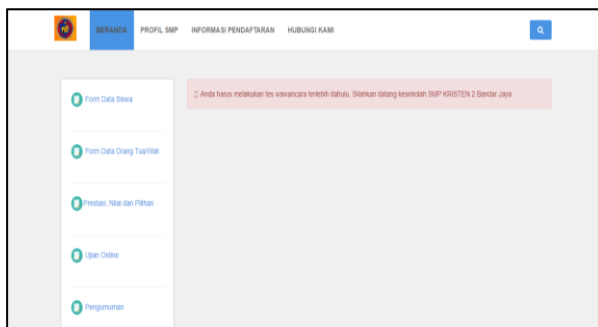 BERANDA PROFIL SMP INFORMASI PENDAFTARAN HUBUNGI KAMI
Form Data Siswa
Anda harus melakukan tes wawancara terlebih dahulu, Silahkan datang kesekolah SMP KRISTEN 2 Bandar Jaya
Form Data Orang Tua/Wali
Prestasi, Nilai dan Pilihan
Ujian Online
Pengumuman